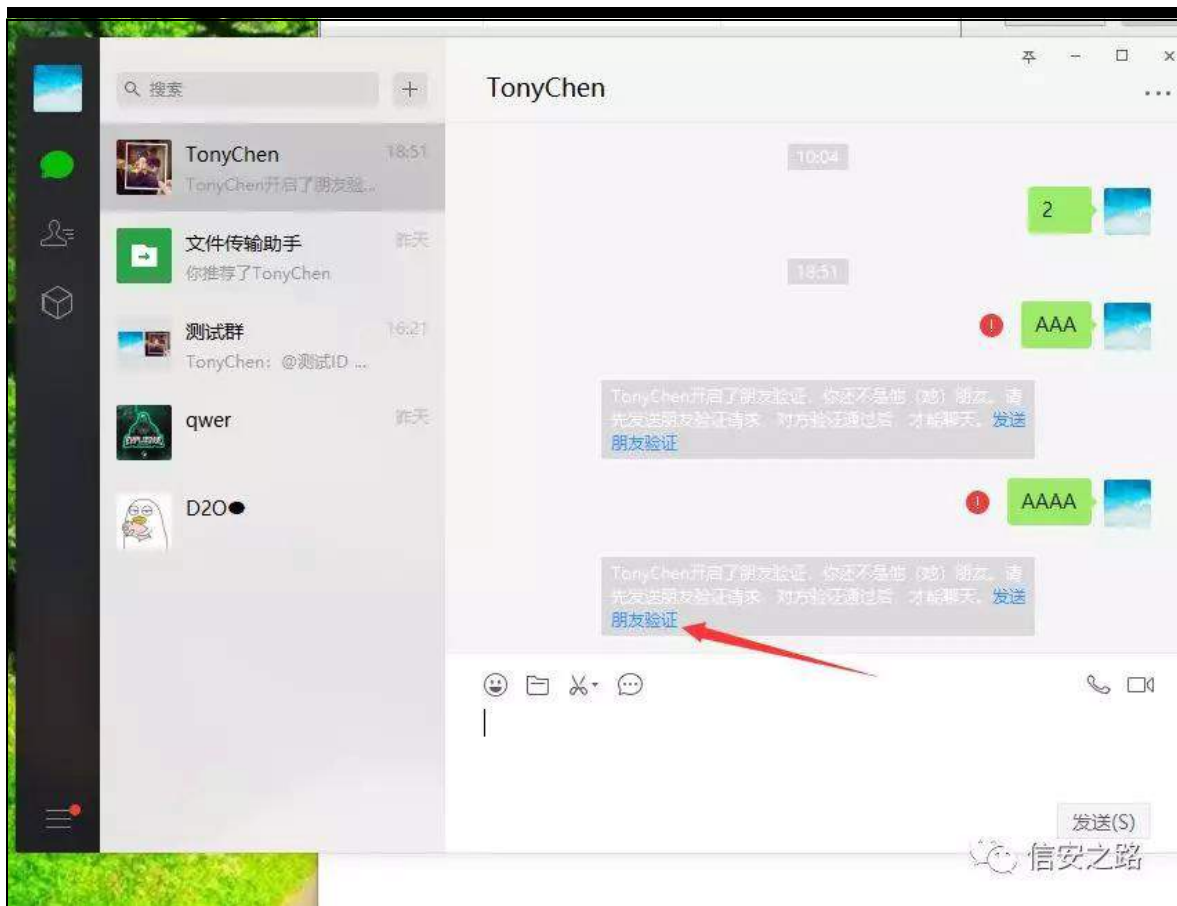 搜索
TonyChen
18:51
TonyChen开启了朋友验...
文件传输助手
昨天
你推荐了TonyChen
测试群
16:21
TonyChen: @测试ID ...
qwer
昨天
D2O●
TonyChen
10:04
2
18:51
AAA
TonyChen开启了朋友验证，你还不是他（她）朋友。请
先发送朋友验证请求，对方验证通过后，才能聊天。发送
朋友验证
AAAA
TonyChen开启了朋友验证，你还不是他（她）朋友。请
先发送朋友验证请求，对方验证通过后，才能聊天。发送
朋友验证
发送(S)
信安之路